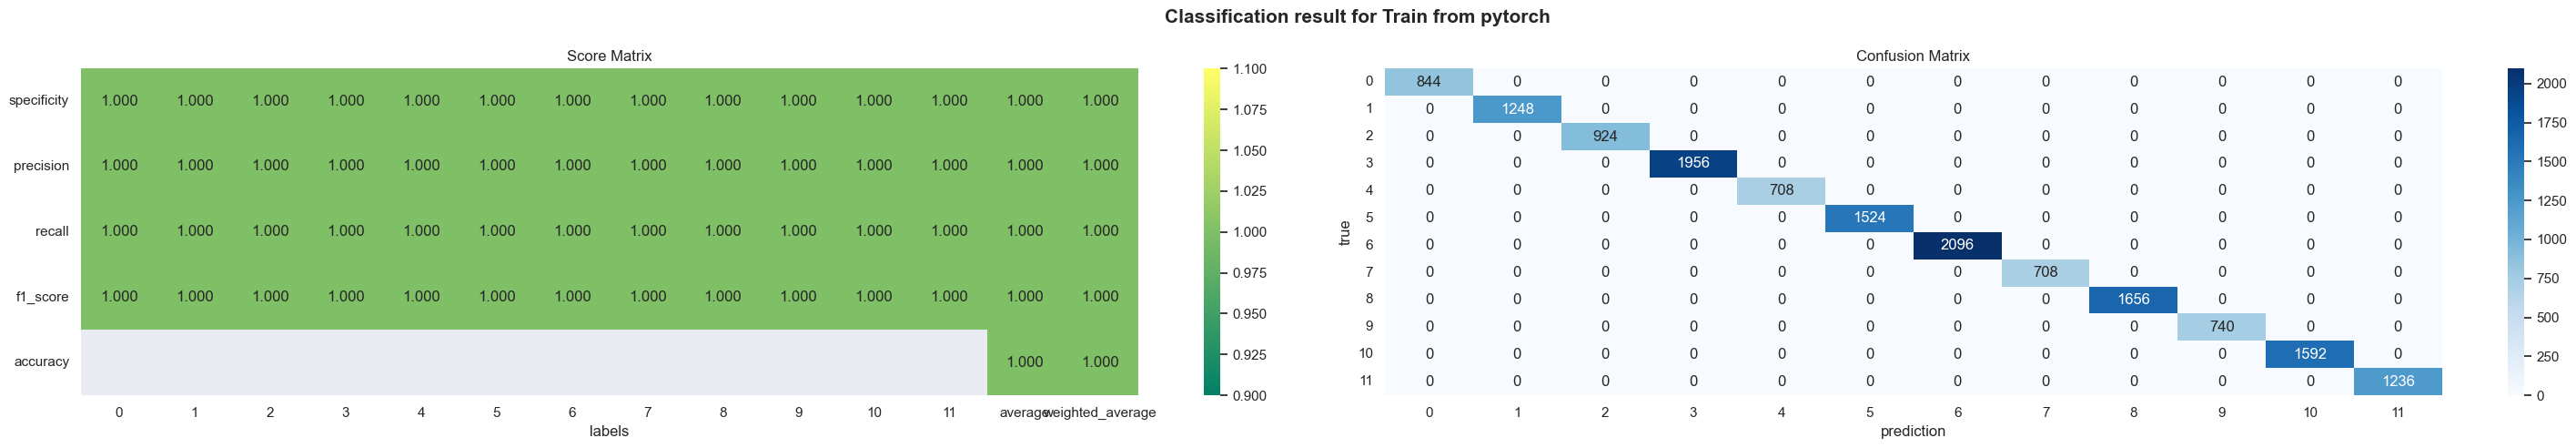 Classification result for Train from pytorch
Score Matrix
specificity 1.000 1.000 1.000 1.000 1.000 1.000 1.000 1.000 1.000 1.000 1.000 1.000 1.000 1.000
precision 1.000 1.000 1.000 1.000 1.000 1.000 1.000 1.000 1.000 1.000 1.000 1.000 1.000 1.000
recall 1.000 1.000 1.000 1.000 1.000 1.000 1.000 1.000 1.000 1.000 1.000 1.000 1.000 1.000
f1_score 1.000 1.000 1.000 1.000 1.000 1.000 1.000 1.000 1.000 1.000 1.000 1.000 1.000 1.000
accuracy 1.000 1.000
0 1 2 3 4 5 6 7 8 9 10 11 average weighted_average
labels
1.100
1.075
1.050
1.025
1.000
0.975
0.950
0.925
0.900
Confusion Matrix
true
0 844 0 0 0 0 0 0 0 0 0 0 0
1 0 1248 0 0 0 0 0 0 0 0 0 0
2 0 0 924 0 0 0 0 0 0 0 0 0
3 0 0 0 1956 0 0 0 0 0 0 0 0
4 0 0 0 0 708 0 0 0 0 0 0 0
5 0 0 0 0 0 1524 0 0 0 0 0 0
6 0 0 0 0 0 0 2096 0 0 0 0 0
7 0 0 0 0 0 0 0 708 0 0 0 0
8 0 0 0 0 0 0 0 0 1656 0 0 0
9 0 0 0 0 0 0 0 0 0 740 0 0
10 0 0 0 0 0 0 0 0 0 0 1592 0
11 0 0 0 0 0 0 0 0 0 0 0 1236
0 1 2 3 4 5 6 7 8 9 10 11
prediction
2000
1750
1500
1250
1000
750
500
250
0